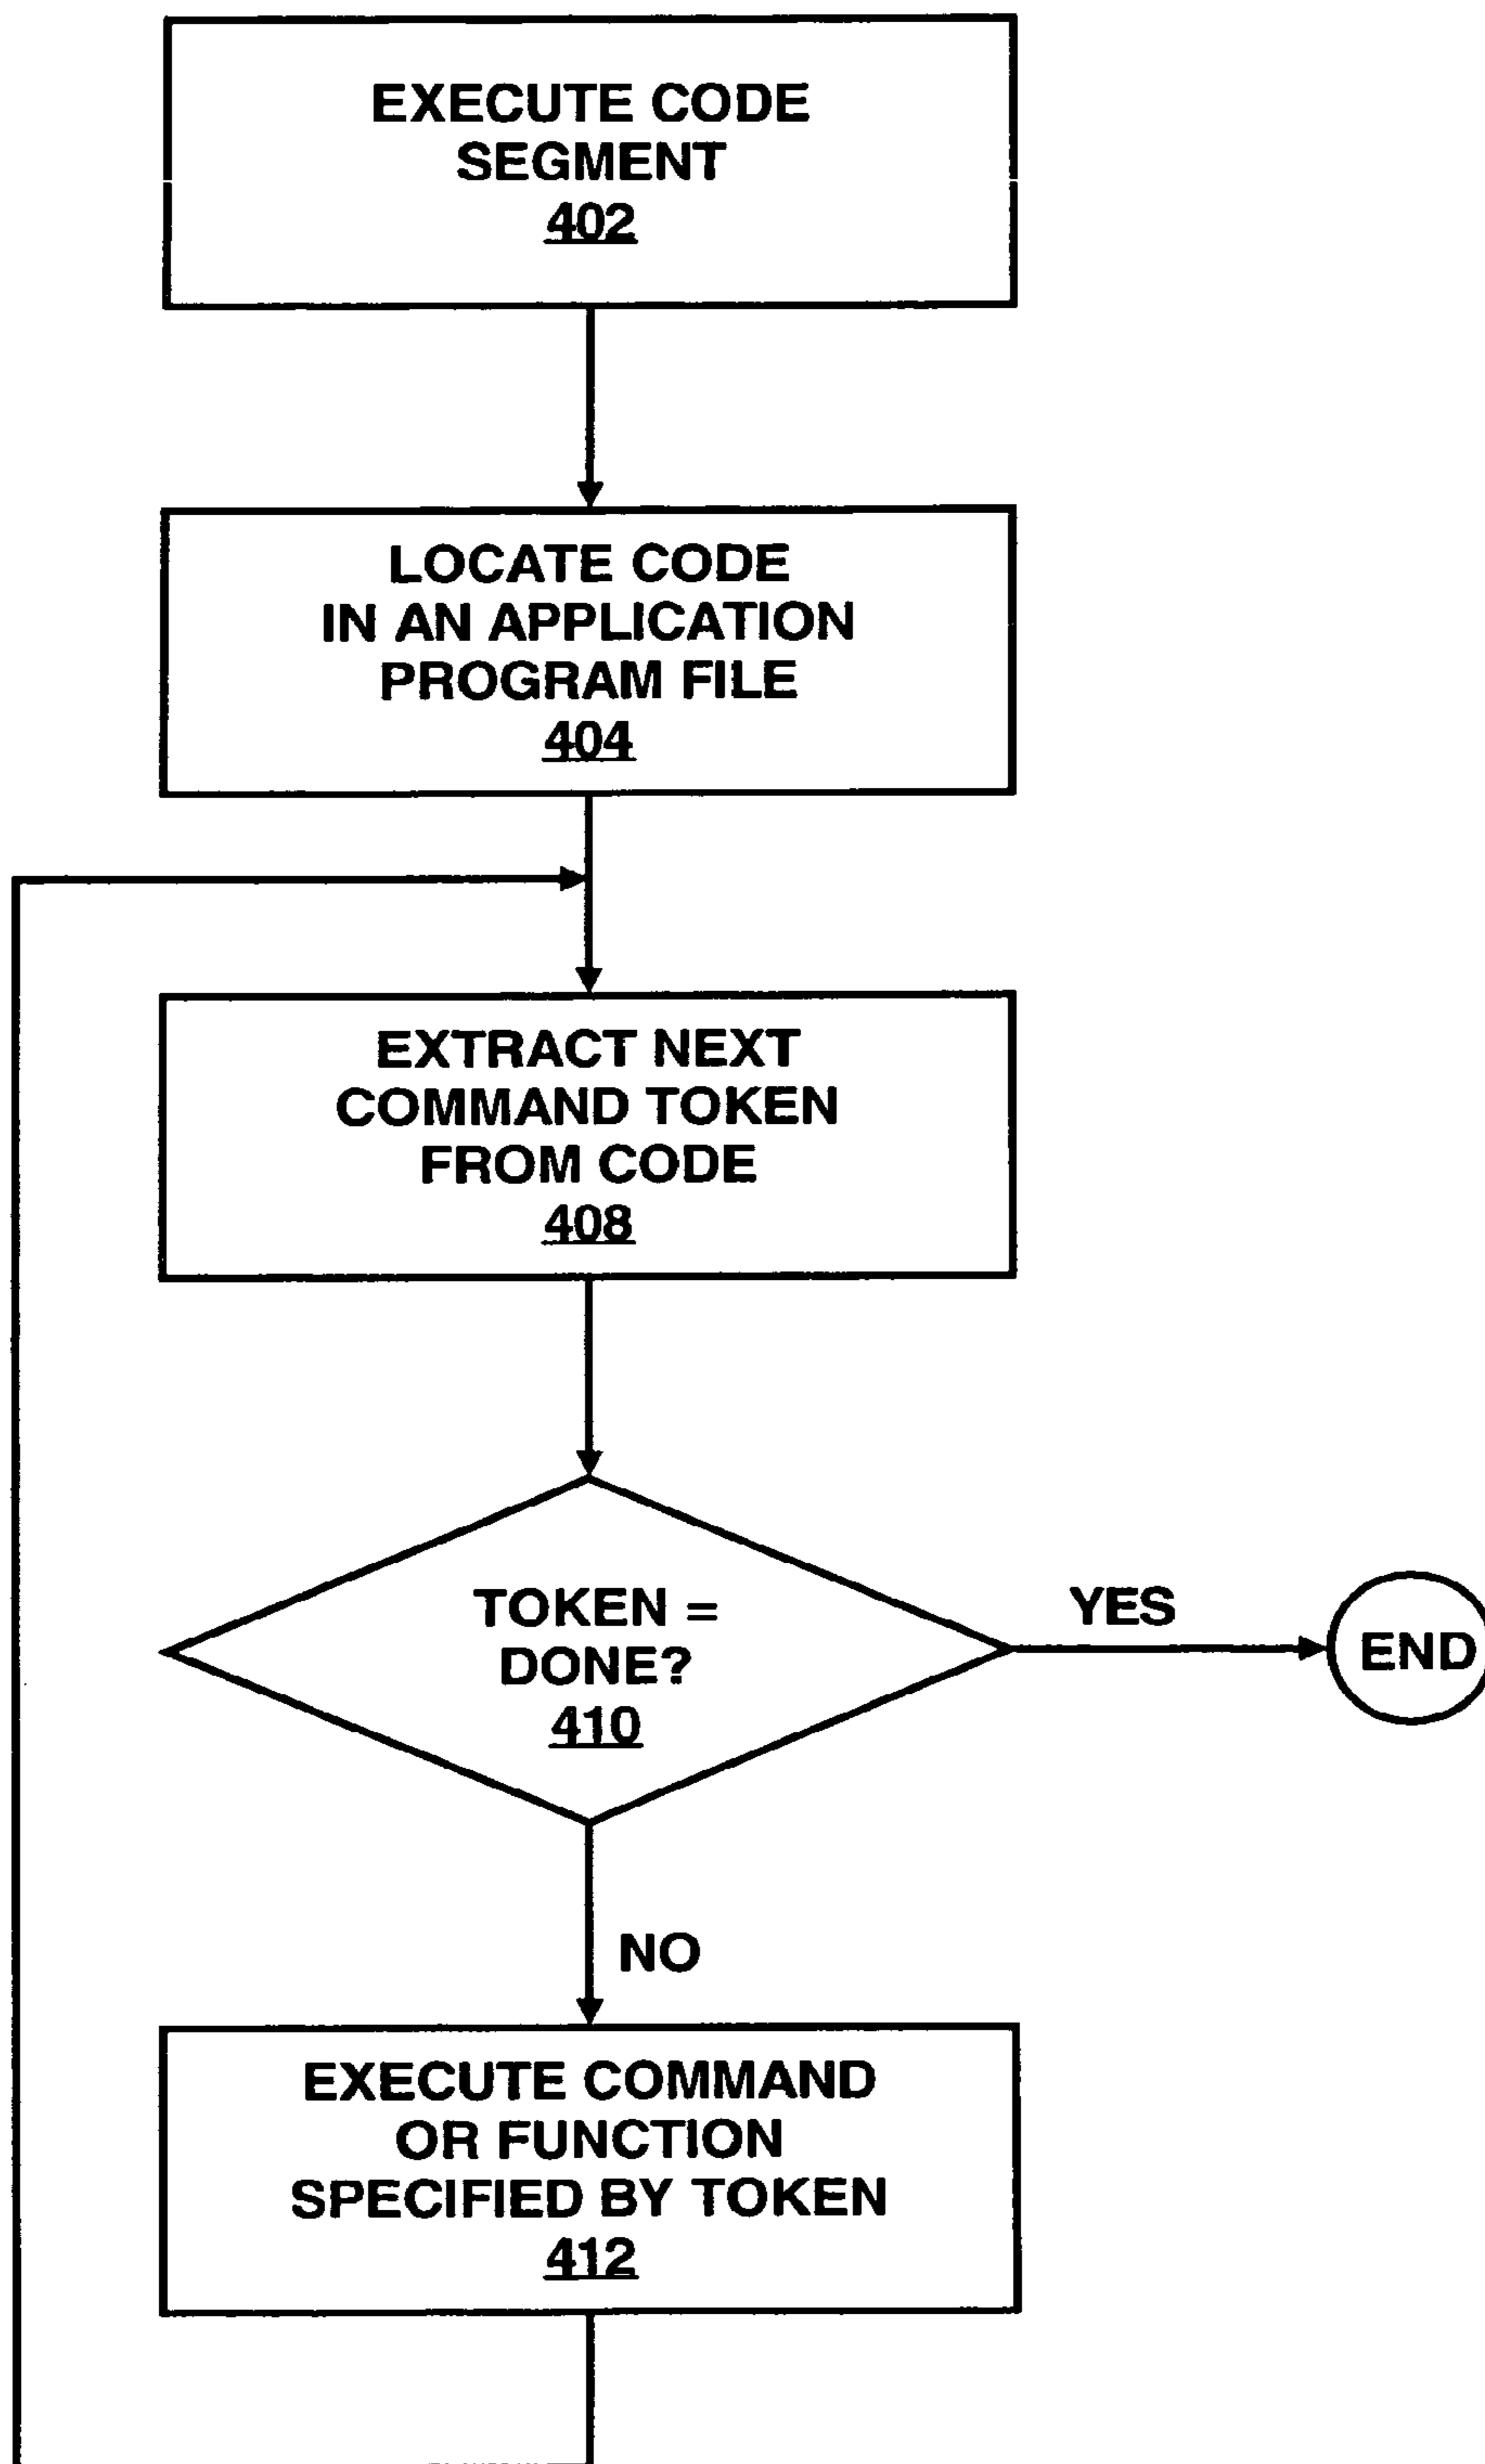 EXECUTE CODE
SEGMENT
402
LOCATE CODE
IN AN APPLICATION
PROGRAM FILE
404
EXTRACT NEXT
COMMAND TOKEN
FROM CODE
408
TOKEN =
DONE?
410
YES
END
NO
EXECUTE COMMAND
OR FUNCTION
SPECIFIED BY TOKEN
412